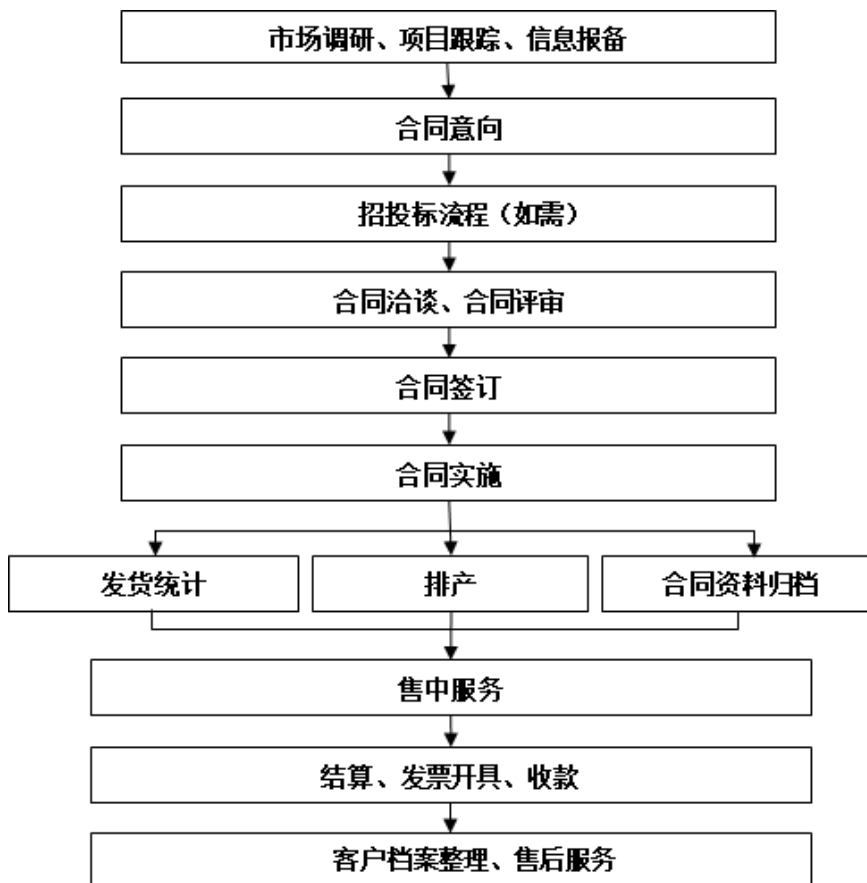 市场调研、项目跟踪、信息报备
合同意向
招投标流程（如需）
合同洽谈、合同评审
合同签订
合同实施
发货统计
排产
合同资料归档
售中服务
结算、发票开具、收款
客户档案整理、售后服务